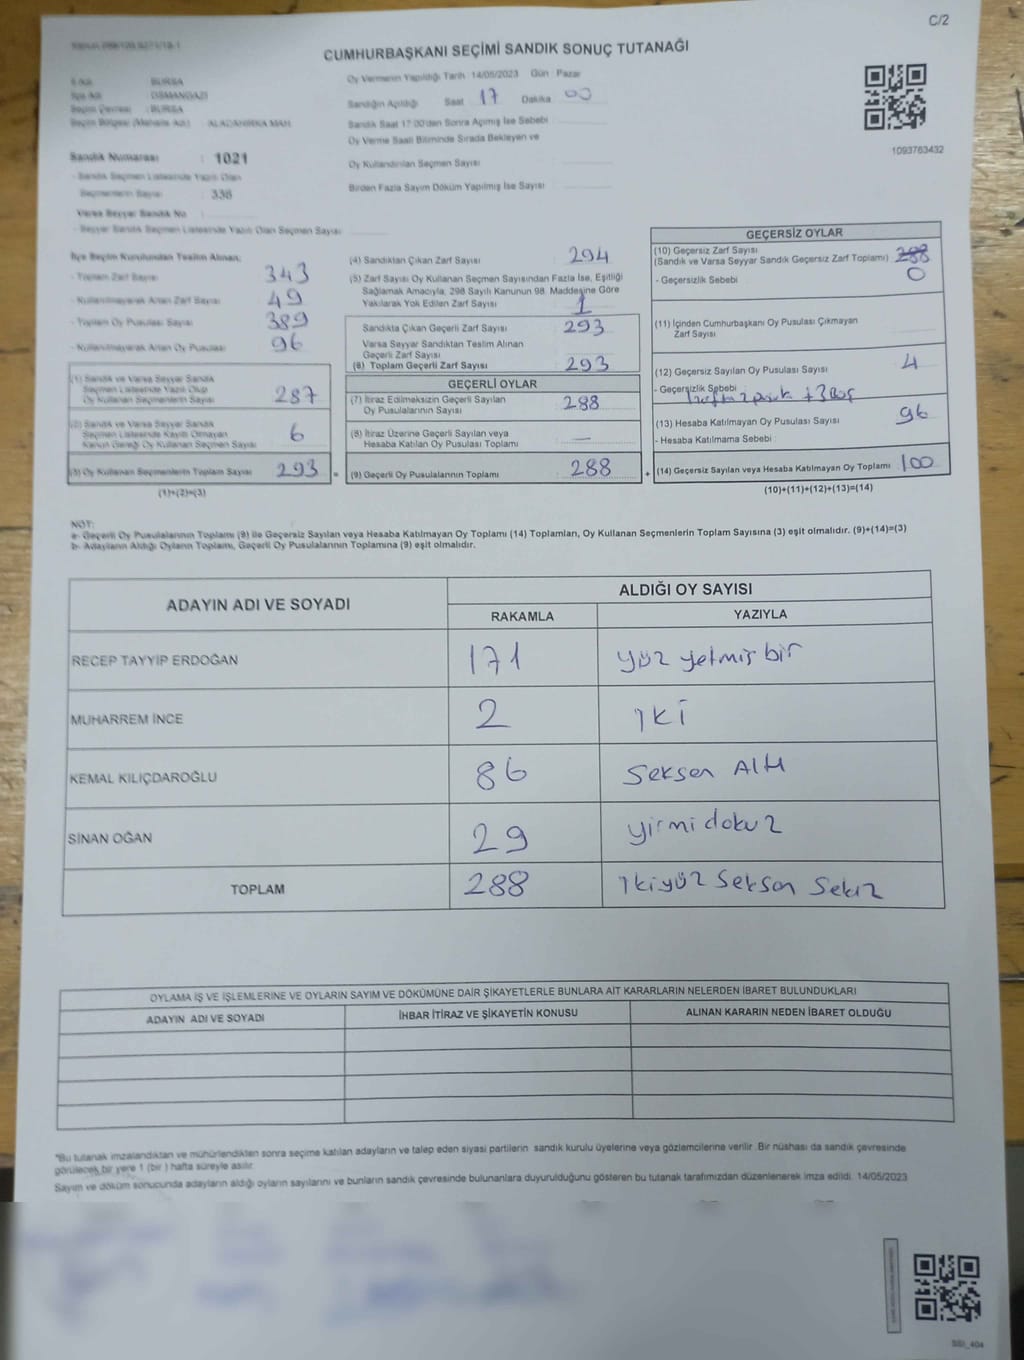 C/2
CUMHURBAŞKANI SEÇİMİ SANDIK SONUÇ TUTANAĞI
BURSA
İlçe Adı : OSMANGAZİ
Seçim Çevresi : BURSA
Seçim Bölgesi (Mahalle Adı) :
Sandık Numarası : 1021
- Sandık Seçmen Listesinde Yazılı Olan
Seçmenlerin Sayısı : 336
Varsa Seyyar Sandık No :
- Seyyar Sandık Seçmen Listesinde Yazılı Olan Seçmen Sayısı :
Oy Vermenin Yapıldığı Tarih 14/05/2023 Gün Pazar
Sandığın Açıldığı Saat 17 Dakika 00
Sandık Saat 17:00'den Sonra Açılmış İse Sebebi
Oy Verme Saati Bitiminde Sırada Bekleyen ve
Oy Kullandırılan Seçmen Sayısı
Birden Fazla Sayım Döküm Yapılmış İse Sayısı
1093763432
İlçe Seçim Kurulundan Teslim Alınan;
- Toplam Zarf Sayısı : 343
- Kullanılmayarak Artan Zarf Sayısı : 49
- Toplam Oy Pusulası Sayısı : 389
- Kullanılmayarak Artan Oy Pusulası : 96
(1) Sandık ve Varsa Seyyar Sandık
Seçmen Listesinde Yazılı Olup
Oy Kullanan Seçmenlerin Sayısı : 287
(2) Sandık ve Varsa Seyyar Sandık
Seçmen Listesinde Kayıtlı Olmayan
Kanun Gereği Oy Kullanan Seçmen Sayısı : 6
(3) Oy Kullanan Seçmenlerin Toplam Sayısı : 293 =
(1)+(2)=(3)
(4) Sandıktan Çıkan Zarf Sayısı : 294
(5) Zarf Sayısı Oy Kullanan Seçmen Sayısından Fazla İse, Eşitliği
Sağlamak Amacıyla, 298 Sayılı Kanunun 98. Maddesine Göre
Yakılarak Yok Edilen Zarf Sayısı : 1
Sandıkta Çıkan Geçerli Zarf Sayısı : 293
Varsa Seyyar Sandıktan Teslim Alınan
Geçerli Zarf Sayısı
(6) Toplam Geçerli Zarf Sayısı : 293
GEÇERLİ OYLAR
(7) İtiraz Edilmeksizin Geçerli Sayılan
Oy Pusulalarının Sayısı : 288
(8) İtiraz Üzerine Geçerli Sayılan veya
Hesaba Katılan Oy Pusulaları Toplamı : —
(9) Geçerli Oy Pusulalarının Toplamı : 288 +
GEÇERSİZ OYLAR
(10) Geçersiz Zarf Sayısı
(Sandık ve Varsa Seyyar Sandık Geçersiz Zarf Toplamı) : 288
- Geçersizlik Sebebi 0
(11) İçinden Cumhurbaşkanı Oy Pusulası Çıkmayan
Zarf Sayısı
(12) Geçersiz Sayılan Oy Pusulası Sayısı : 4
- Geçersizlik Sebebi : +3 Boş
(13) Hesaba Katılmayan Oy Pusulası Sayısı : 96
- Hesaba Katılmama Sebebi :
(14) Geçersiz Sayılan veya Hesaba Katılmayan Oy Toplamı : 100
(10)+(11)+(12)+(13)=(14)
NOT:
a- Geçerli Oy Pusulalarının Toplamı (9) ile Geçersiz Sayılan veya Hesaba Katılmayan Oy Toplamı (14) Toplamları, Oy Kullanan Seçmenlerin Toplam Sayısına (3) eşit olmalıdır. (9)+(14)=(3)
b- Adayların Aldığı Oyların Toplamı, Geçerli Oy Pusulalarının Toplamına (9) eşit olmalıdır.
ADAYIN ADI VE SOYADI
ALDIĞI OY SAYISI
RAKAMLA YAZIYLA
RECEP TAYYİP ERDOĞAN 171 yüz yetmiş bir
MUHARREM İNCE 2 iki
KEMAL KILIÇDAROĞLU 86 Seksen Altı
SİNAN OĞAN 29 yirmi dokuz
TOPLAM 288 ikiyüz Seksen Sekiz
OYLAMA İŞ VE İŞLEMLERİNE VE OYLARIN SAYIM VE DÖKÜMÜNE DAİR ŞİKAYETLERLE BUNLARA AİT KARARLARIN NELERDEN İBARET BULUNDUKLARI
ADAYIN ADI VE SOYADI İHBAR İTİRAZ VE ŞİKAYETİN KONUSU ALINAN KARARIN NEDEN İBARET OLDUĞU
"Bu tutanak imzalandıktan ve mühürlendikten sonra seçime katılan adayların ve talep eden siyasi partilerin sandık kurulu üyelerine veya gözlemcilerine verilir. Bir nüshası da sandık çevresinde
görülecek bir yere 1 (bir ) hafta süreyle asılır.
Sayım ve döküm sonucunda adayların aldığı oyların sayılarını ve bunların sandık çevresinde bulunanlara duyurulduğunu gösteren bu tutanak tarafımızdan düzenlenerek imza edildi. 14/05/2023
SSI_404